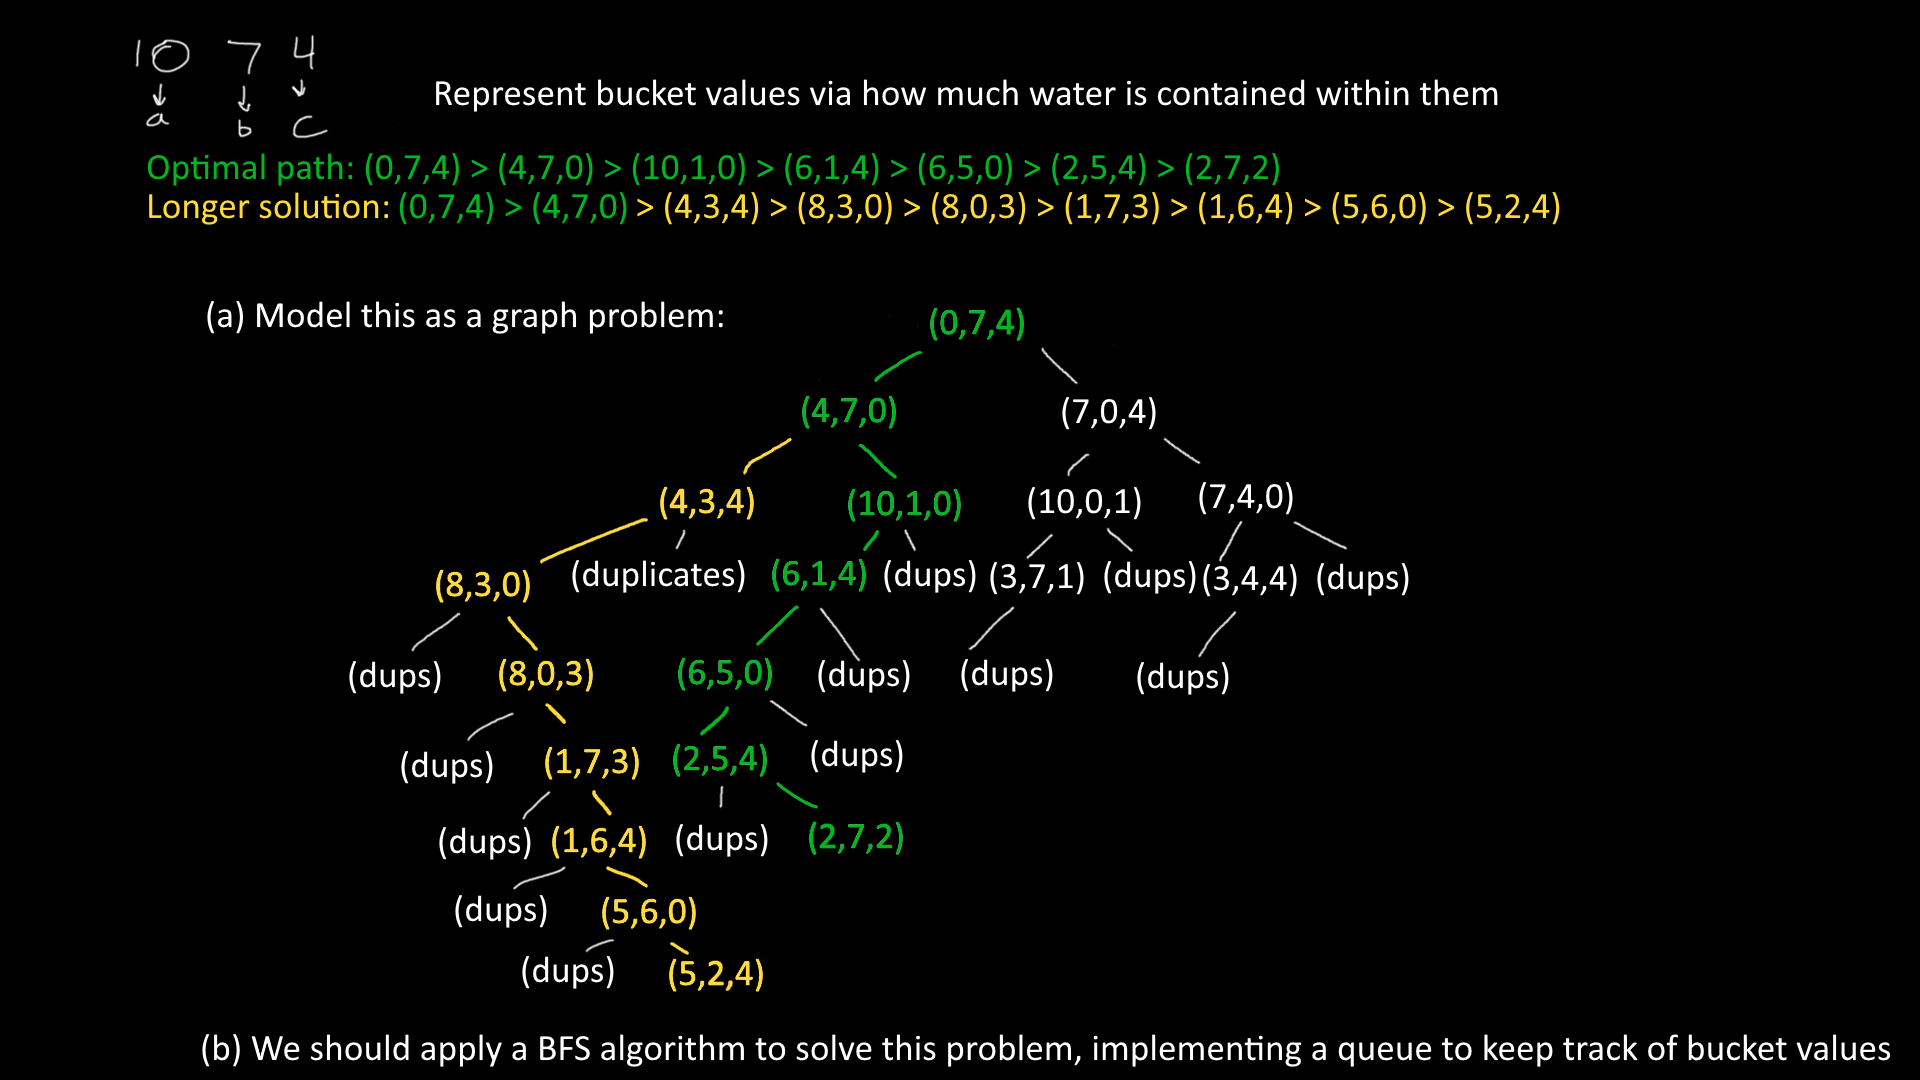 10 7 4
a b c
Represent bucket values via how much water is contained within them
Optimal path: (0,7,4) > (4,7,0) > (10,1,0) > (6,1,4) > (6,5,0) > (2,5,4) > (2,7,2)
Longer solution: (0,7,4) > (4,7,0) > (4,3,4) > (8,3,0) > (8,0,3) > (1,7,3) > (1,6,4) > (5,6,0) > (5,2,4)
(a) Model this as a graph problem:
(0,7,4)
(4,7,0) (7,0,4)
(4,3,4) (10,1,0) (10,0,1) (7,4,0)
(8,3,0) (duplicates) (6,1,4) (dups) (3,7,1) (dups) (3,4,4) (dups)
(dups) (8,0,3) (6,5,0) (dups) (dups) (dups)
(dups) (1,7,3) (2,5,4) (dups)
(dups) (1,6,4) (dups) (2,7,2)
(dups) (5,6,0)
(dups) (5,2,4)
(b) We should apply a BFS algorithm to solve this problem, implementing a queue to keep track of bucket values